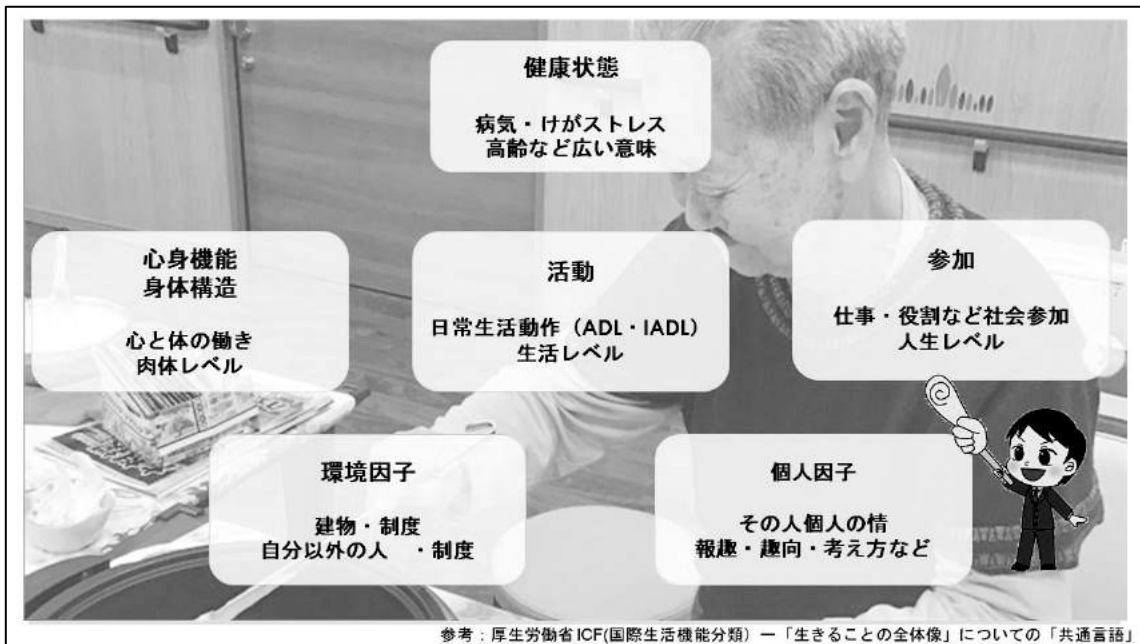 健康状態
病気・けがストレス
高齢など広い意味
心身機能
身体構造
心と体の働き
肉体レベル
活動
日常生活動作（ADL・IADL）
生活レベル
参加
仕事・役割など社会参加
人生レベル
環境因子
建物・制度
自分以外の人　・制度
個人因子
その人個人の情
報趣・趣向・考え方など
参考：厚生労働省ICF(国際生活機能分類）ー「生きることの全体像」についての「共通言語」